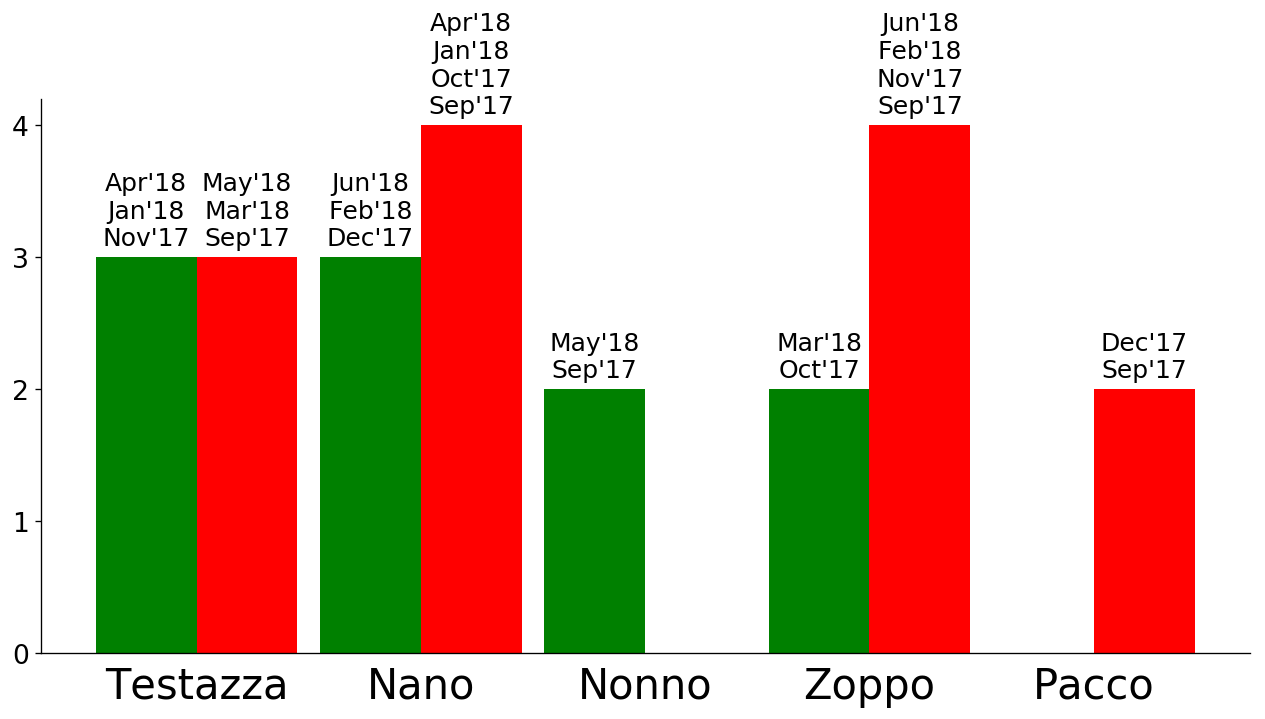 Apr'18
Jan'18
Oct'17
Sep'17
Jun'18
Feb'18
Nov'17
Sep'17
4
Apr'18
Jan'18
Nov'17
May'18
Mar'18
Sep'17
Jun'18
Feb'18
Dec'17
3
May'18
Sep'17
Mar'18
Oct'17
Dec'17
Sep'17
2
1
0
Testazza
Nano
Nonno
Zoppo
Pacco